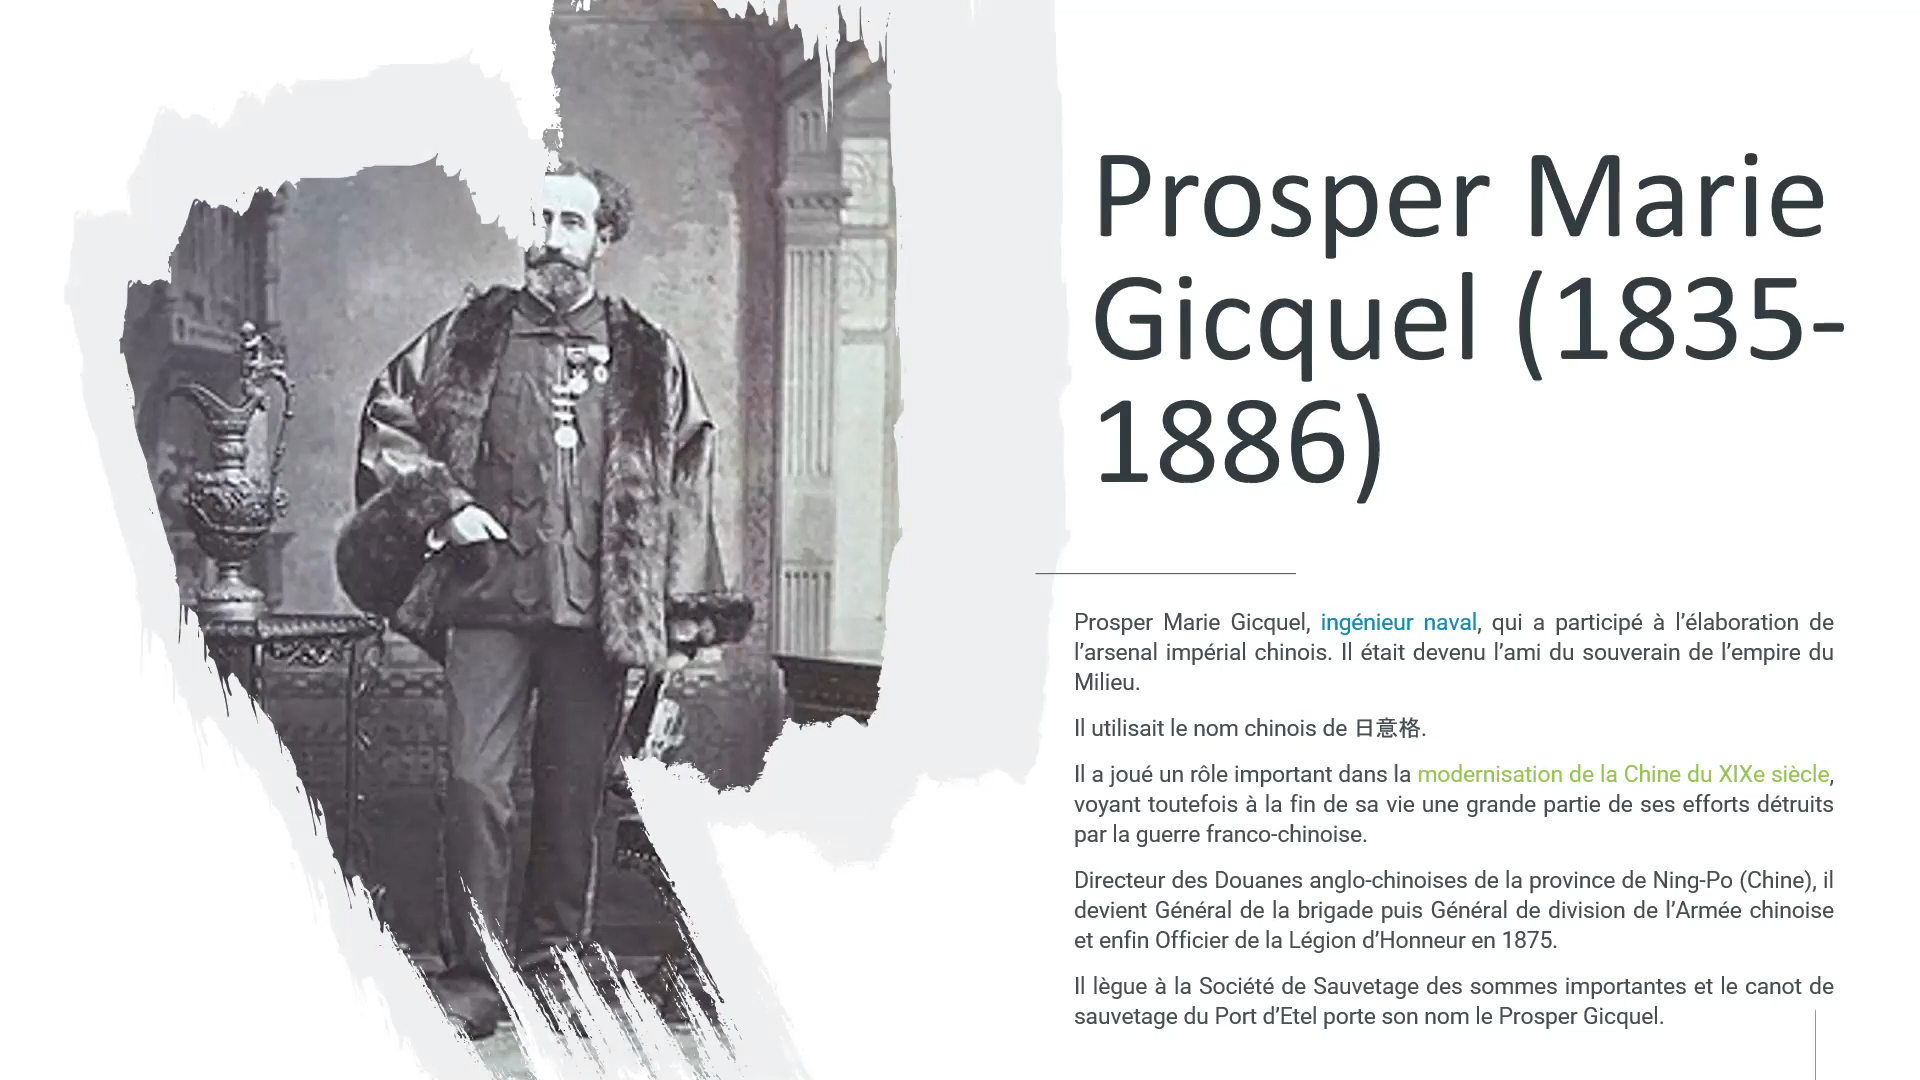 Prosper Marie
Gicquel (1835-
1886)
Prosper Marie Gicquel, ingénieur naval, qui a participé à l’élaboration de
l’arsenal impérial chinois. Il était devenu l’ami du souverain de l’empire du
Milieu.
Il utilisait le nom chinois de 日意格.
Il a joué un rôle important dans la modernisation de la Chine du XIXe siècle,
voyant toutefois à la fin de sa vie une grande partie de ses efforts détruits
par la guerre franco-chinoise.
Directeur des Douanes anglo-chinoises de la province de Ning-Po (Chine), il
devient Général de la brigade puis Général de division de l’Armée chinoise
et enfin Officier de la Légion d’Honneur en 1875.
Il lègue à la Société de Sauvetage des sommes importantes et le canot de
sauvetage du Port d’Etel porte son nom le Prosper Gicquel.